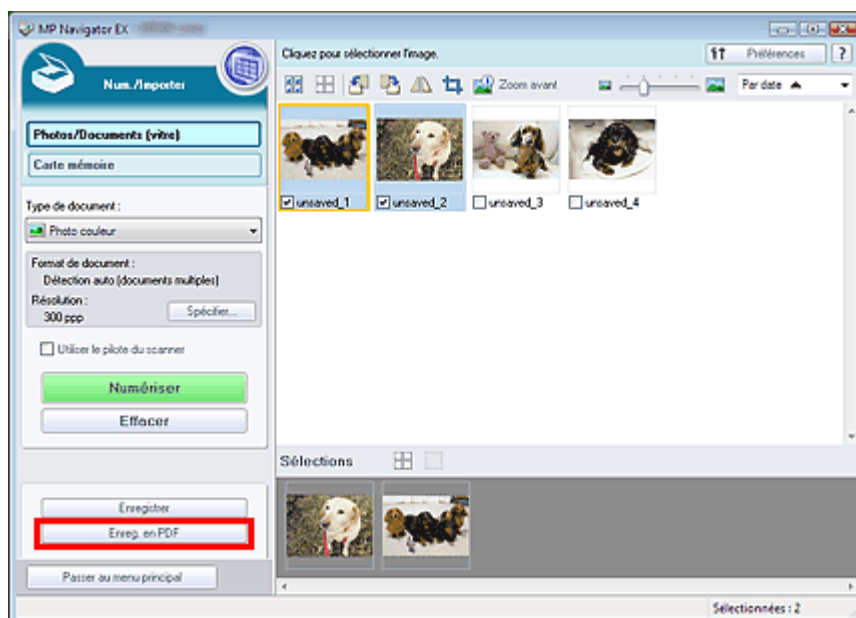 MP Navigator EX
Num./Importer
Photos/Documents (vitre)
Carte mémoire
Type de document :
Photo couleur
Format de document :
Détection auto (documents multiples)
Résolution :
300 ppp
Spécifier...
Utiliser le pilote du scanner
Numériser
Effacer
Enregistrer
Enreg. en PDF
Passer au menu principal
Cliquez pour sélectionner l'image.
Préférences
?
Zoom avant
Par date
unsaved_1
unsaved_2
unsaved_3
unsaved_4
Sélections
Sélectionnées : 2